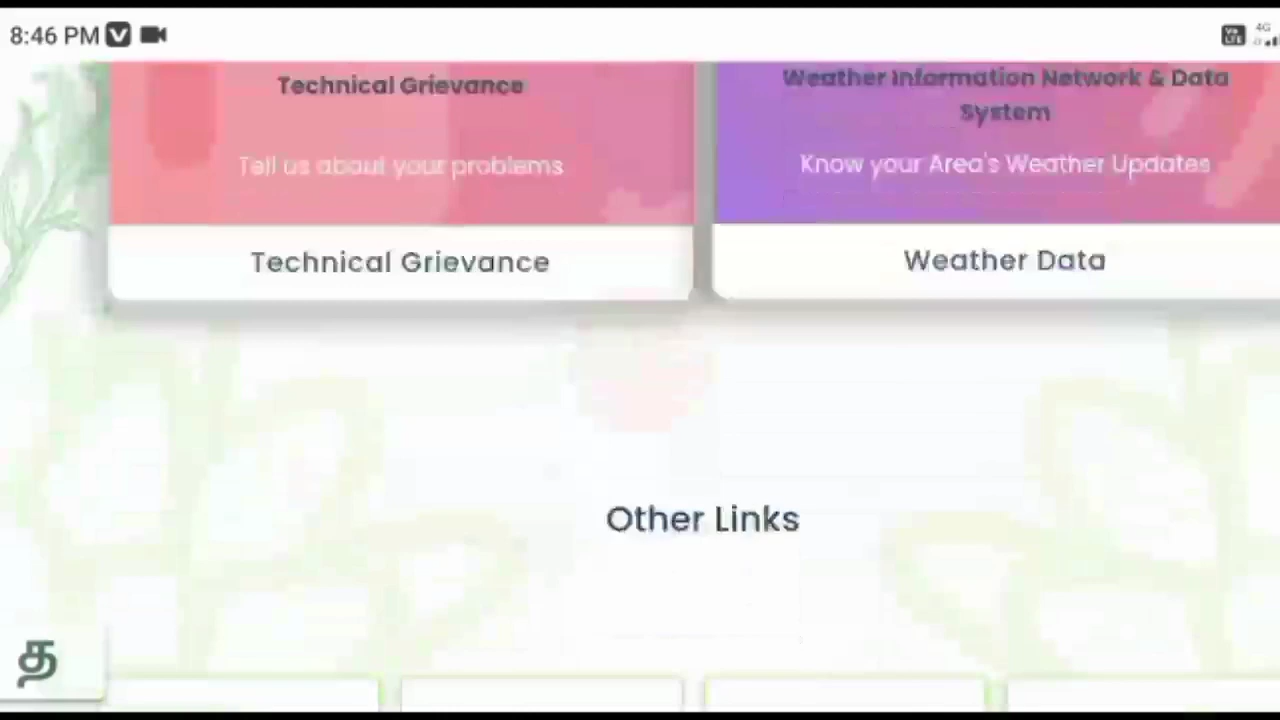 8:46 PM
4G
Technical Grievance
Weather Information Network & Data
System
Tell us about your problems
Know your Area's Weather Updates
Technical Grievance
Weather Data
Other Links
த